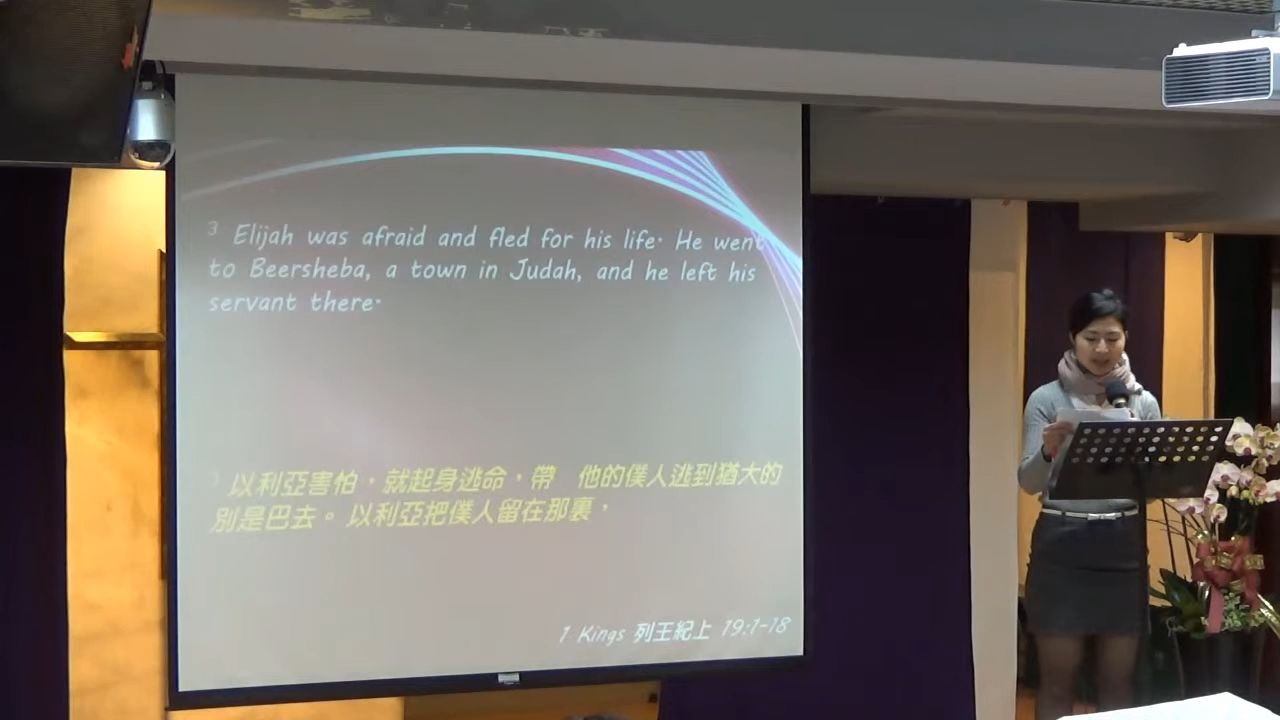 3 Elijah was afraid and fled for his life. He went
to Beersheba, a town in Judah, and he left his
servant there.
以利亞害怕，就起身逃命，帶 他的僕人逃到猶大的
別是巴去。以利亞把僕人留在那裏，
1 Kings 列王紀上 19:1-18